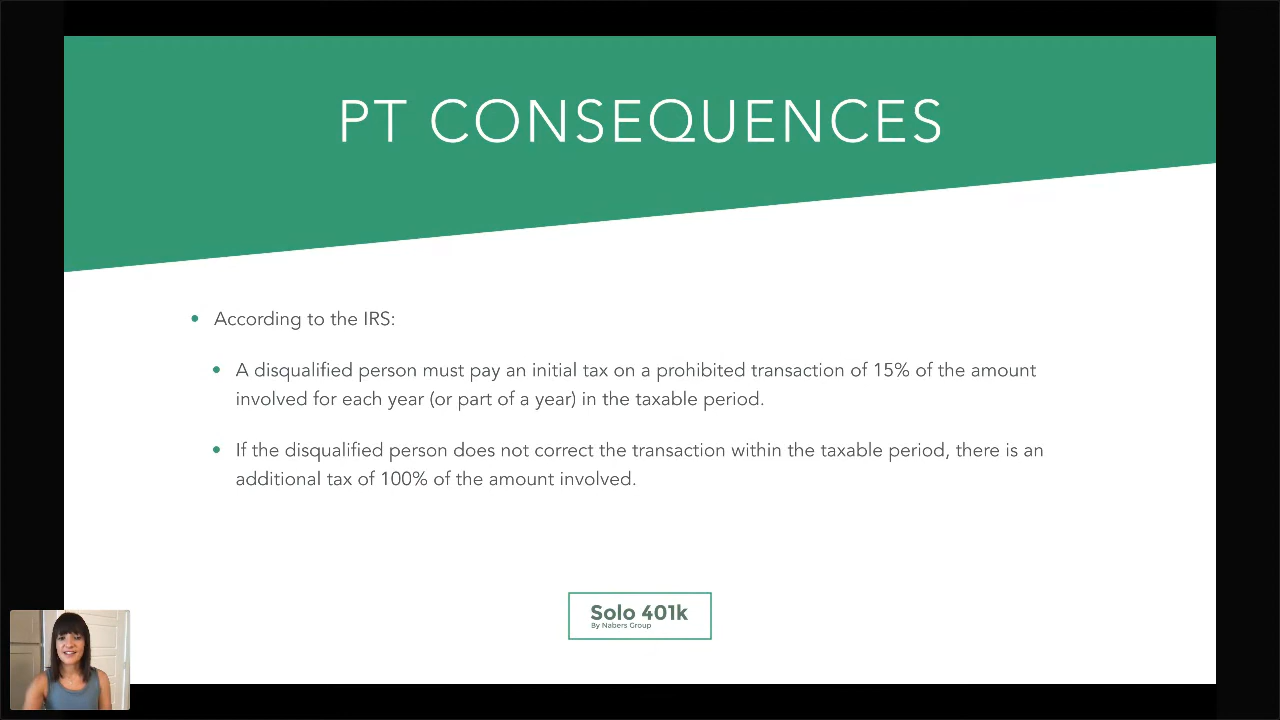 PT CONSEQUENCES
• According to the IRS:
• A disqualified person must pay an initial tax on a prohibited transaction of 15% of the amount
involved for each year (or part of a year) in the taxable period.
• If the disqualified person does not correct the transaction within the taxable period, there is an
additional tax of 100% of the amount involved.
Solo 401k
By Nabers Group